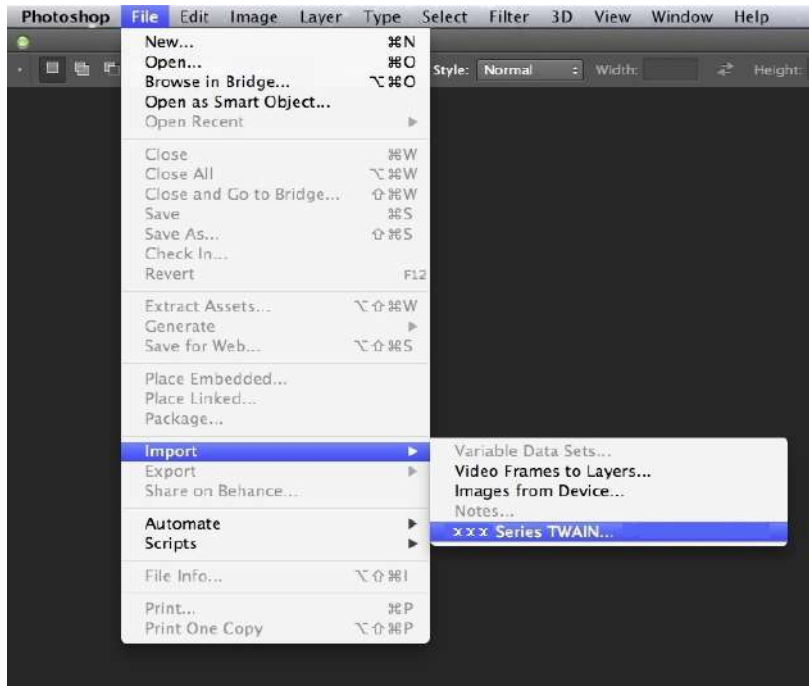 Photoshop File Edit Image Layer Type Select Filter 3D View Window Help
Style: Normal Width: Height:
New... ⌘N
Open... ⌘O
Browse in Bridge... ⌥⌘O
Open as Smart Object...
Open Recent
Close ⌘W
Close All ⌥⌘W
Close and Go to Bridge... ⇧⌘W
Save ⌘S
Save As... ⇧⌘S
Check In...
Revert F12
Extract Assets... ⌥⇧⌘W
Generate
Save for Web... ⌥⇧⌘S
Place Embedded...
Place Linked...
Package...
Import
Export
Share on Behance...
Automate
Scripts
File Info... ⌥⇧⌘I
Print... ⌘P
Print One Copy ⌥⇧⌘P
Variable Data Sets...
Video Frames to Layers...
Images from Device...
Notes...
x x x Series TWAIN...